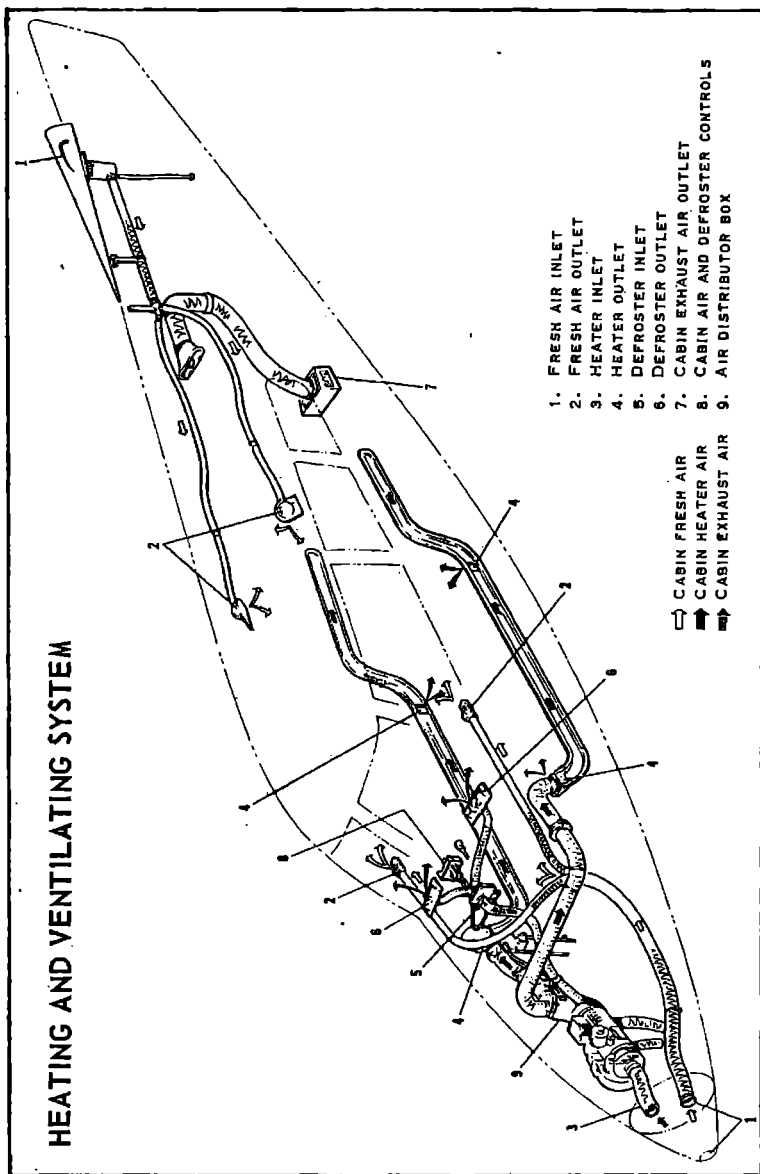 HEATING AND VENTILATING SYSTEM
1
2
7
4
8
2
6
5
4
9
3
1
4
2
6
4
1. FRESH AIR INLET
2. FRESH AIR OUTLET
3. HEATER INLET
4. HEATER OUTLET
5. DEFROSTER INLET
6. DEFROSTER OUTLET
7. CABIN EXHAUST AIR OUTLET
8. CABIN AIR AND DEFROSTER CONTROLS
9. AIR DISTRIBUTOR BOX
CABIN FRESH AIR
CABIN HEATER AIR
CABIN EXHAUST AIR